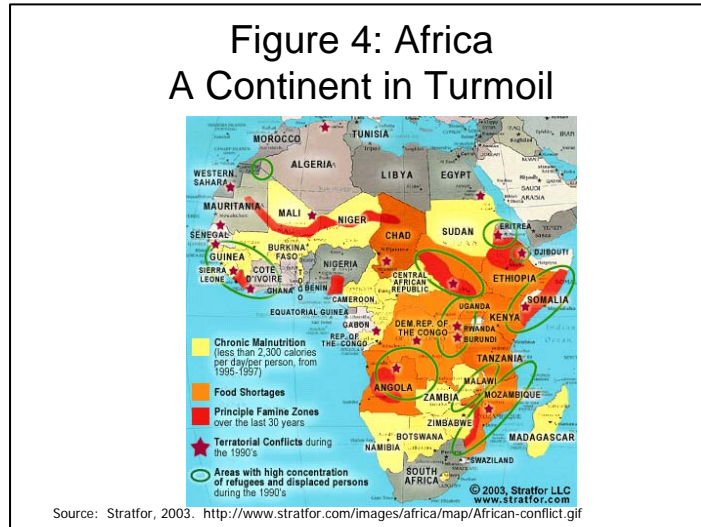 Figure 4: Africa
A Continent in Turmoil
MOROCCO
TUNISIA
ALGERIA
LIBYA
EGYPT
WESTERN
SAHARA
MAURITANIA
MALI
NIGER
CHAD
SUDAN
ERITREA
SENEGAL
DJIBOUTI
GUINEA
BURKINA
FASO
NIGERIA
SIERRA
LEONE
COTE
D'IVOIRE
GHANA
TOGO
BENIN
CAMEROON
CENTRAL
AFRICAN
REPUBLIC
ETHIOPIA
SOMALIA
EQUATORIAL GUINEA
UGANDA
KENYA
GABON
REP. OF
THE CONGO
DEM.REP. OF
THE CONGO
RWANDA
BURUNDI
TANZANIA
ANGOLA
MALAWI
ZAMBIA
MOZAMBIQUE
ZIMBABWE
NAMIBIA
BOTSWANA
MADAGASCAR
SWAZILAND
SOUTH
AFRICA
SAUDI
ARABIA
IRAN
Chronic Malnutrition
(less than 2,300 calories
per day/per person, from
1995-1997)
Food Shortages
Principle Famine Zones
over the last 30 years
Terratorial Conflicts during
the 1990's
Areas with high concentration
of refugees and displaced persons
during the 1990's
© 2003, Stratfor LLC
www.stratfor.com
Source: Stratfor, 2003. http://www.stratfor.com/images/africa/map/African-conflict.gif